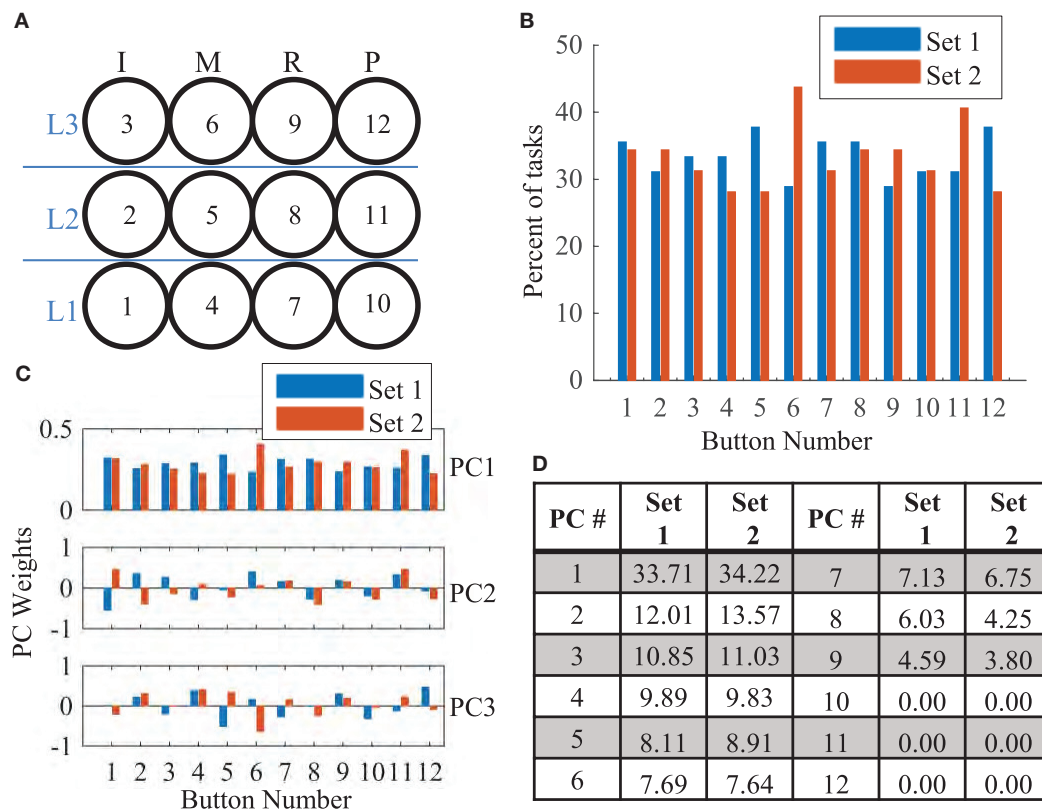 A
I M R P
L3 3 6 9 12
L2 2 5 8 11
L1 1 4 7 10
B
Set 1
Set 2
50
40
30
20
10
0
Percent of tasks
1 2 3 4 5 6 7 8 9 10 11 12
Button Number
C
Set 1
Set 2
0.5
0
PC1
1
0
-1
PC2
1
0
-1
PC3
PC Weights
1 2 3 4 5 6 7 8 9 10 11 12
Button Number
D
PC # Set 1 Set 2 PC # Set 1 Set 2
1 33.71 34.22 7 7.13 6.75
2 12.01 13.57 8 6.03 4.25
3 10.85 11.03 9 4.59 3.80
4 9.89 9.83 10 0.00 0.00
5 8.11 8.91 11 0.00 0.00
6 7.69 7.64 12 0.00 0.00